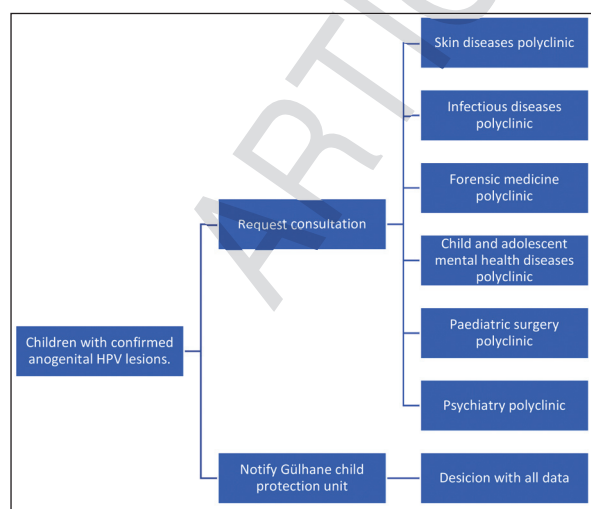 Skin diseases polyclinic
Infectious diseases
polyclinic
Forensic medicine
polyclinic
Request consultation
Child and adolescent
mental health diseases
polyclinic
Children with confirmed
anogenital HPV lesions.
Paediatric surgery
polyclinic
Psychiatry polyclinic
Notify Gülhane child
protection unit
Desicion with all data
ARTIC